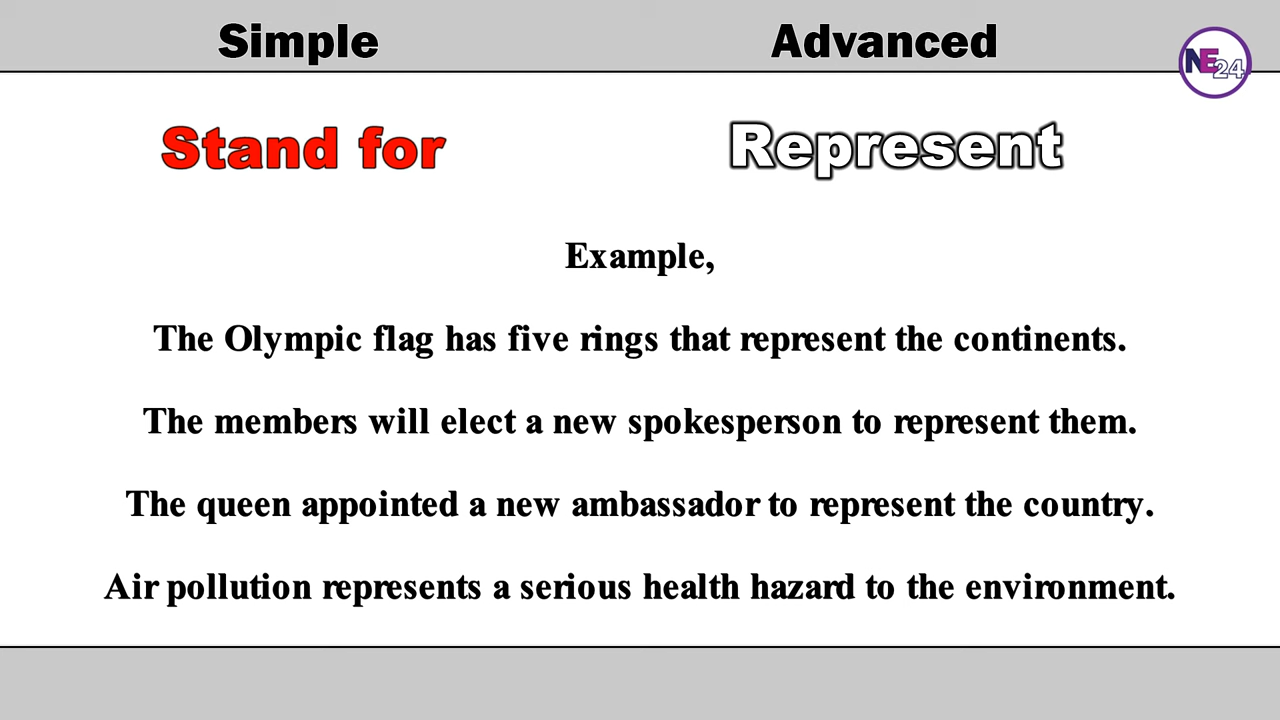 Simple Advanced
NE24
Stand for Represent
Example,
The Olympic flag has five rings that represent the continents.
The members will elect a new spokesperson to represent them.
The queen appointed a new ambassador to represent the country.
Air pollution represents a serious health hazard to the environment.